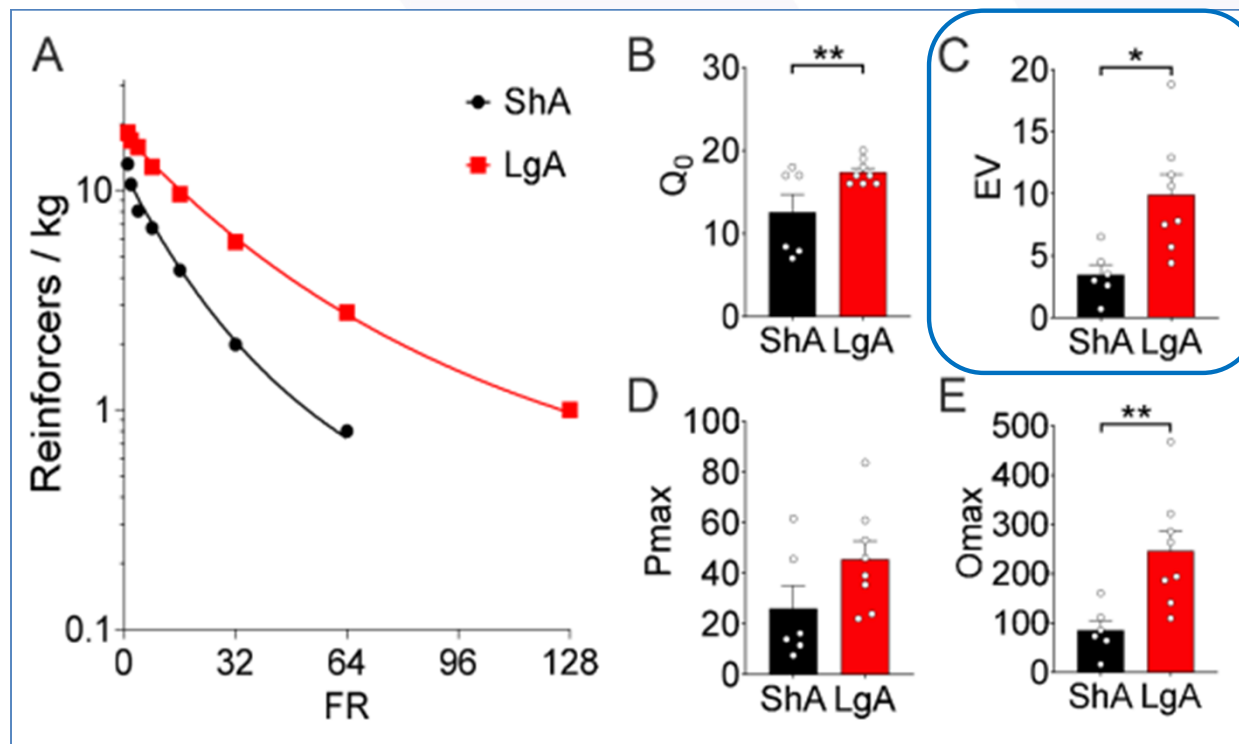 A
Reinforcers / kg
10
1
0.1
0 32 64 96 128
FR
ShA
LgA
B
**
Q0
30
20
10
0
ShA LgA
C
*
EV
20
15
10
5
0
ShA LgA
D
Pmax
100
80
60
40
20
0
ShA LgA
E
**
Omax
500
400
300
200
100
0
ShA LgA